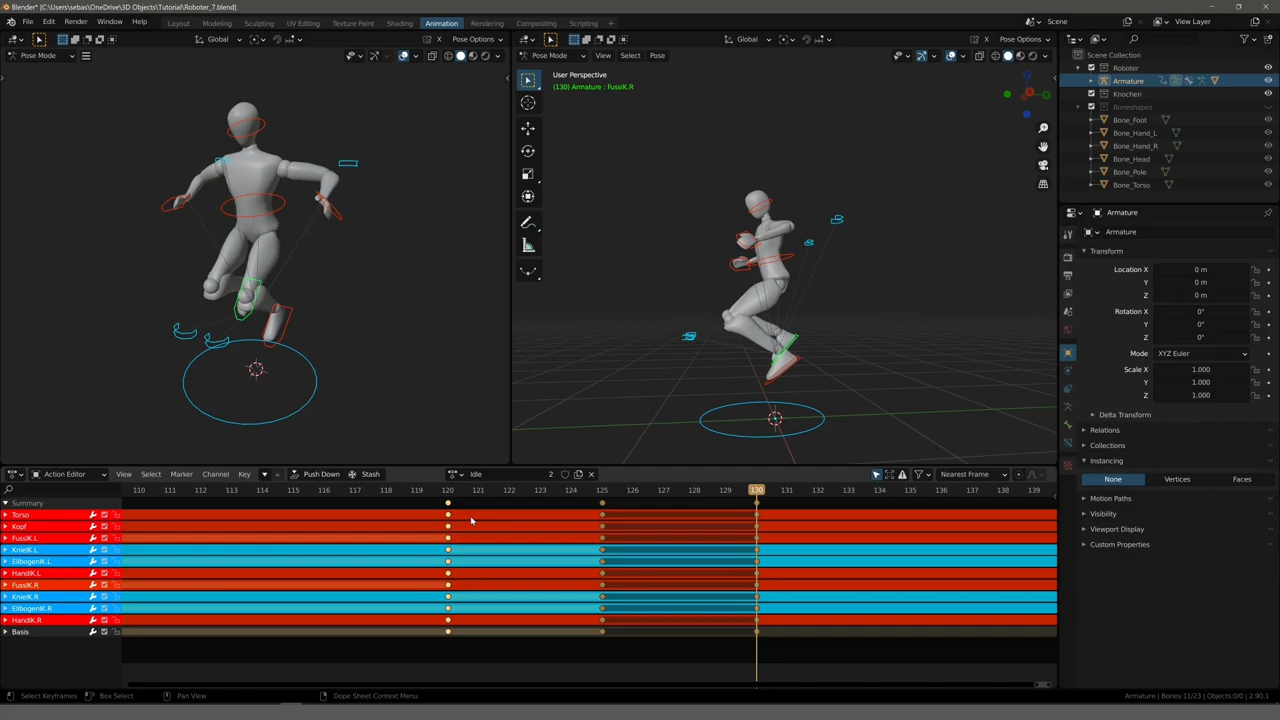 Blender* [C:\Users\sebas\OneDrive\3D Objects\Tutorial\Roboter_7.blend]
File Edit Render Window Help Layout Modeling Sculpting UV Editing Texture Paint Shading Animation Rendering Compositing Scripting Scene View Layer
Global Pose Options Global Pose Options
Pose Mode Pose Mode View Select Pose
User Perspective
(130) Armature : FussIK.R
Scene Collection
Roboter
Armature
Knochen
Boneshapes
Bone_Foot
Bone_Hand_L
Bone_Hand_R
Bone_Head
Bone_Pole
Bone_Torso
Armature
Armature
Transform
Location X 0 m
Y 0 m
Z 0 m
Rotation X 0°
Y 0°
Z 0°
Mode XYZ Euler
Scale X 1.000
Y 1.000
Z 1.000
Delta Transform
Relations
Collections
Instancing
None Vertices Faces
Motion Paths
Visibility
Viewport Display
Custom Properties
Action Editor View Select Marker Channel Key Push Down Stash Idle 2 Nearest Frame
110 111 112 113 114 115 116 117 118 119 120 121 122 123 124 125 126 127 128 129 130 131 132 133 134 135 136 137 138 139
Summary
Torso
Kopf
FussIK.L
KnieIK.L
EllbogenIK.L
HandIK.L
FussIK.R
KnieIK.R
EllbogenIK.R
HandIK.R
Basis
Select Keyframes Box Select Pan View Dope Sheet Context Menu Armature | Bones:11/23 | Objects:0/0 | 2.90.1